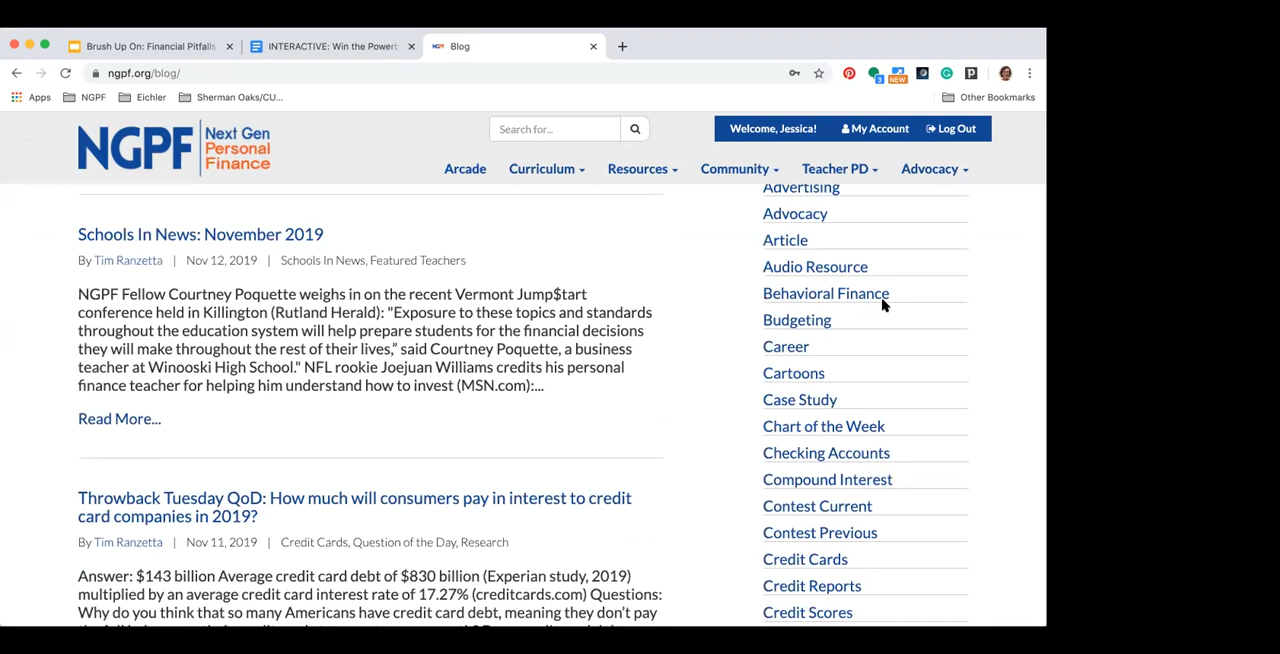 Brush Up On: Financial Pitfalls
INTERACTIVE: Win the Powerb
NGPF Blog
ngpf.org/blog/
3
NEW
Apps NGPF Eichler Sherman Oaks/CU... Other Bookmarks
NGPF Next Gen Personal Finance
Search for...
Welcome, Jessica! My Account Log Out
Arcade Curriculum Resources Community Teacher PD Advocacy
Schools In News: November 2019
By Tim Ranzetta | Nov 12, 2019 | Schools In News, Featured Teachers
NGPF Fellow Courtney Poquette weighs in on the recent Vermont Jump$tart
conference held in Killington (Rutland Herald): "Exposure to these topics and standards
throughout the education system will help prepare students for the financial decisions
they will make throughout the rest of their lives,” said Courtney Poquette, a business
teacher at Winooski High School." NFL rookie Joejuan Williams credits his personal
finance teacher for helping him understand how to invest (MSN.com):...
Read More...
Throwback Tuesday QoD: How much will consumers pay in interest to credit
card companies in 2019?
By Tim Ranzetta | Nov 11, 2019 | Credit Cards, Question of the Day, Research
Answer: $143 billion Average credit card debt of $830 billion (Experian study, 2019)
multiplied by an average credit card interest rate of 17.27% (creditcards.com) Questions:
Why do you think that so many Americans have credit card debt, meaning they don’t pay
Advertising
Advocacy
Article
Audio Resource
Behavioral Finance
Budgeting
Career
Cartoons
Case Study
Chart of the Week
Checking Accounts
Compound Interest
Contest Current
Contest Previous
Credit Cards
Credit Reports
Credit Scores